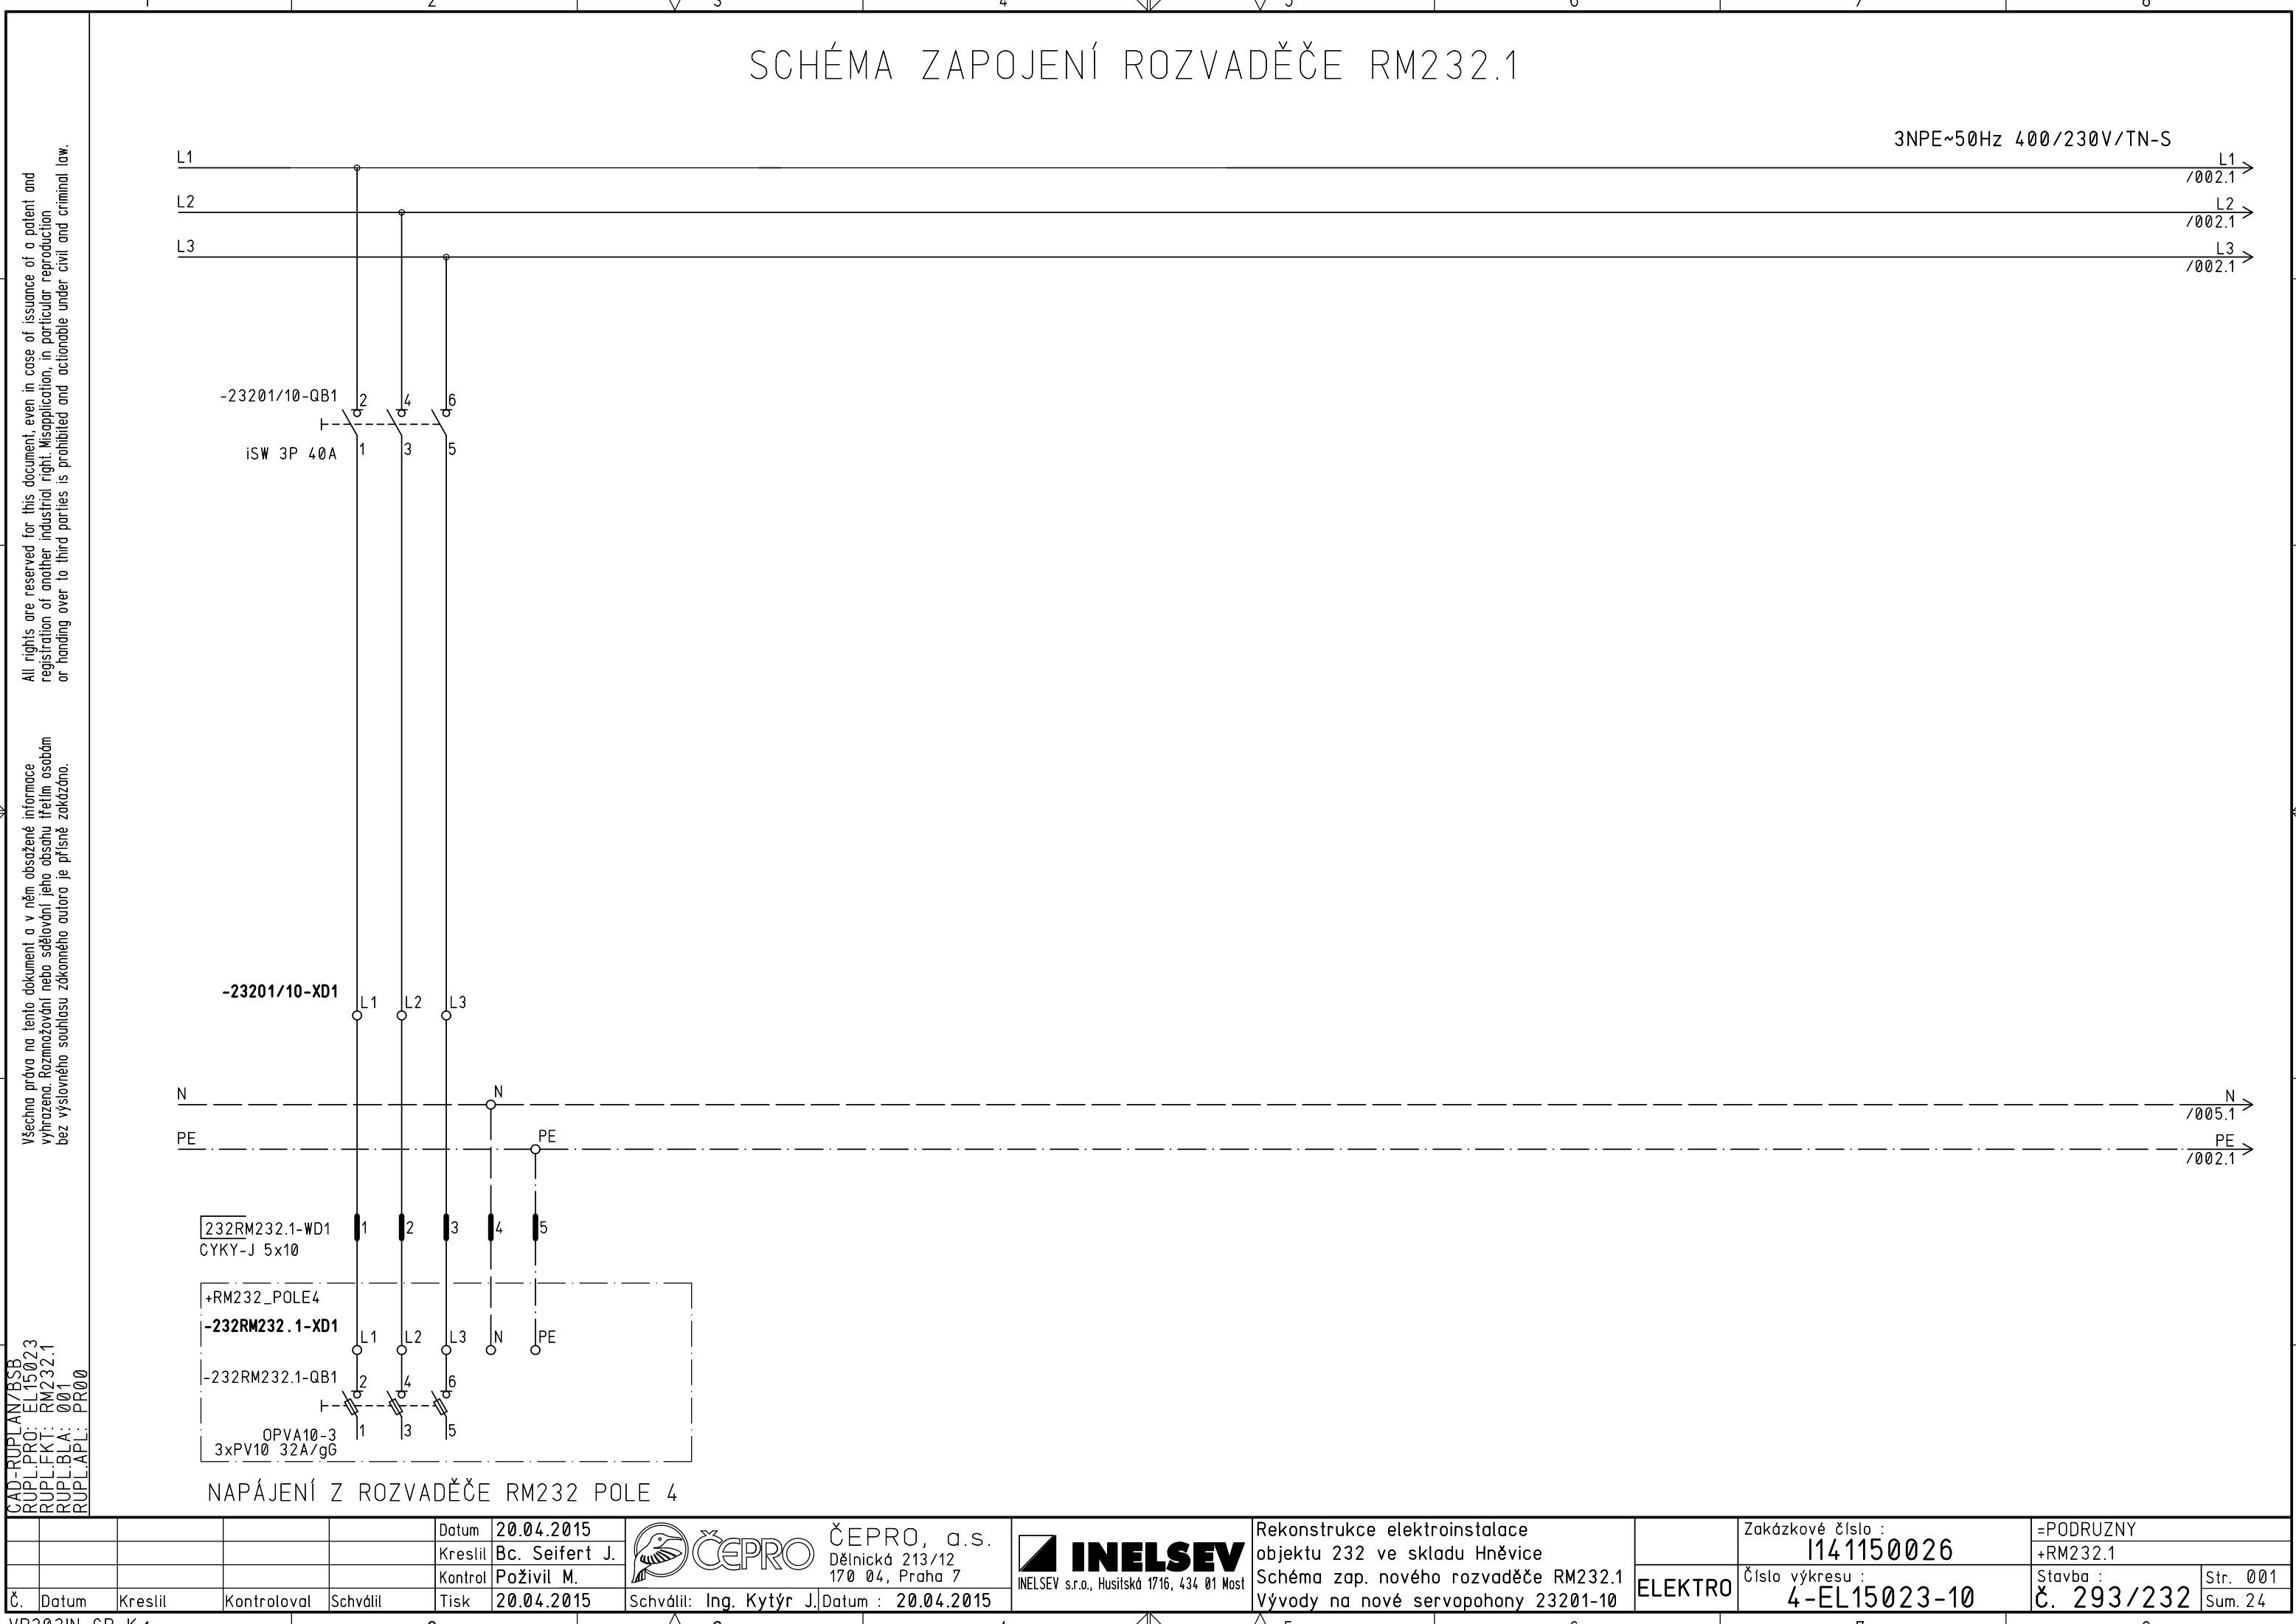 1 2 3 4 5 6 7 8
SCHÉMA ZAPOJENÍ ROZVADĚČE RM232.1
3NPE~50Hz 400/230V/TN-S
L1 L1
/002.1
L2 L2
/002.1
L3 L3
/002.1
-23201/10-QB1 2 4 6
iSW 3P 40A 1 3 5
-23201/10-XD1
L1 L2 L3
N N N
/005.1
PE PE PE
/002.1
232RM232.1-WD1 1 2 3 4 5
CYKY-J 5x10
+RM232_POLE4
-232RM232.1-XD1
L1 L2 L3 N PE
-232RM232.1-QB1 2 4 6
OPVA10-3 1 3 5
3xPV10 32A/gG
NAPÁJENÍ Z ROZVADĚČE RM232 POLE 4
All rights are reserved for this document, even in case of issuance of a patent and
registration of another industrial right. Misapplication, in particular reproduction
or handing over to third parties is prohibited and actionable under civil and criminal law.
Všechna práva na tento dokument a v něm obsažené informace
vyhrazena. Rozmnožování nebo sdělování jeho obsahu třetím osobám
bez výslovného souhlasu zákonného autora je přísně zakázáno.
CAD-RUPLAN/BSB
RUPL.PRO: EL15023
RUPL.FKT: RM232.1
RUPL.BLA: 001
RUPL.APL: PR00
Č. Datum Kreslil Kontroloval Schválil
Datum 20.04.2015
Kreslil Bc. Seifert J.
Kontrol Poživil M.
Tisk 20.04.2015
ČEPRO
ČEPRO, a.s.
Dělnická 213/12
170 04, Praha 7
Schválil: Ing. Kytýr J. Datum : 20.04.2015
INELSEV
INELSEV s.r.o., Husitská 1716, 434 01 Most
Rekonstrukce elektroinstalace
objektu 232 ve skladu Hněvice
Schéma zap. nového rozvaděče RM232.1
Vývody na nové servopohony 23201-10
ELEKTRO
Zakázkové číslo :
I141150026
Číslo výkresu :
4-EL15023-10
=PODRUZNY
+RM232.1
Stavba :
Č. 293/232
Str. 001
Sum. 24